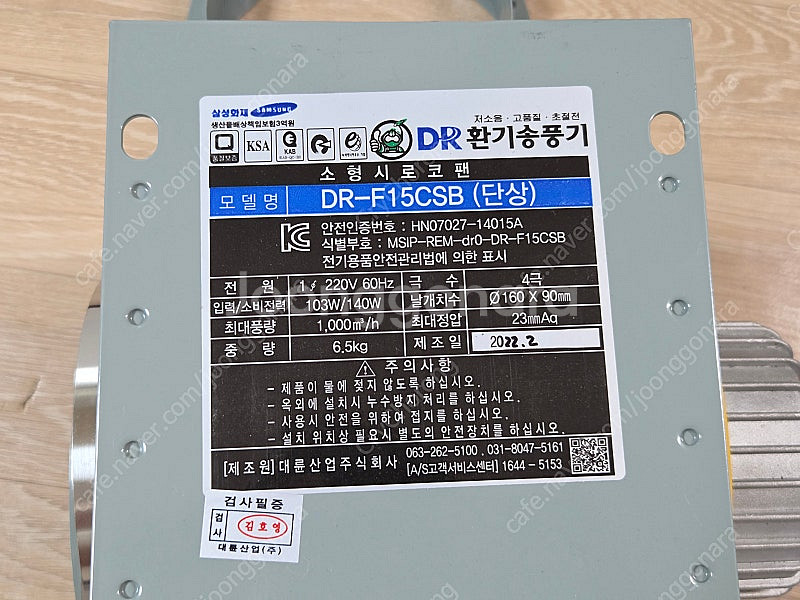 삼성화재 SAMSUNG
생산물배상책임보험3억원
품질보증 KSA KAB
저소음 · 고품질 · 초절전
DR 환기송풍기
소형시로코팬
모델명 DR-F15CSB (단상)
안전인증번호 : HN07027-14015A
식별부호 : MSIP-REM-dr0-DR-F15CSB
전기용품안전관리법에 의한 표시
전 원 1∮ 220V 60Hz 극 수 4극
입력/소비전력 103W/140W 날개치수 Ø160 X 90mm
최대풍량 1,000㎥/h 최대정압 23mmAq
중 량 6.5kg 제조일 2022.2
주의사항
- 제품이 물에 젖지 않도록 하십시오.
- 옥외에 설치시 누수방지 처리를 하십시오.
- 사용시 안전을 위하여 접지를 하십시오.
- 설치 위치상 필요시 별도의 안전장치를 하십시오.
[제조원] 대륜산업주식회사 063-262-5100 , 031-8047-5161
[A/S고객서비스센터] 1644 - 5153
검사필증
검사 김호영
대륜산업(주)
joonggonara
cafe.naver.com/joonggonara